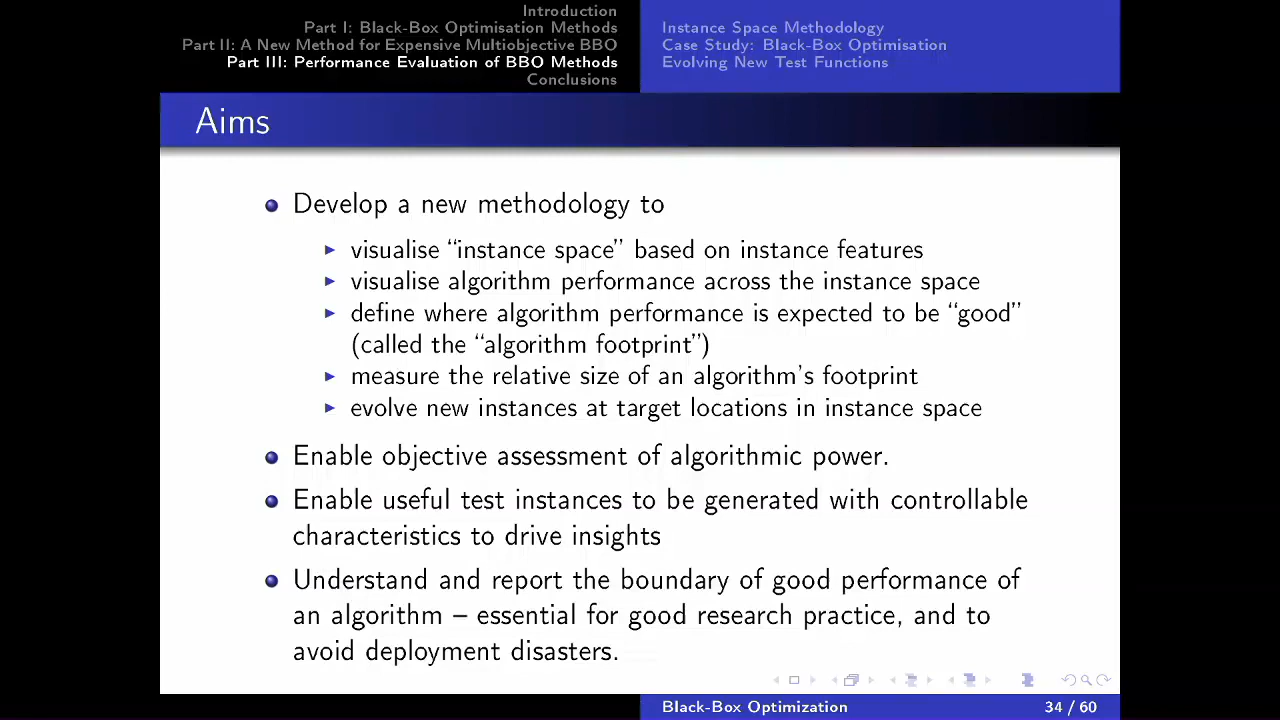 Introduction
Part I: Black-Box Optimisation Methods
Part II: A New Method for Expensive Multiobjective BBO
Part III: Performance Evaluation of BBO Methods
Conclusions
Instance Space Methodology
Case Study: Black-Box Optimisation
Evolving New Test Functions
Aims
Develop a new methodology to
visualise “instance space” based on instance features
visualise algorithm performance across the instance space
define where algorithm performance is expected to be “good”
(called the “algorithm footprint”)
measure the relative size of an algorithm's footprint
evolve new instances at target locations in instance space
Enable objective assessment of algorithmic power.
Enable useful test instances to be generated with controllable
characteristics to drive insights
Understand and report the boundary of good performance of
an algorithm – essential for good research practice, and to
avoid deployment disasters.
Black-Box Optimization
34 / 60